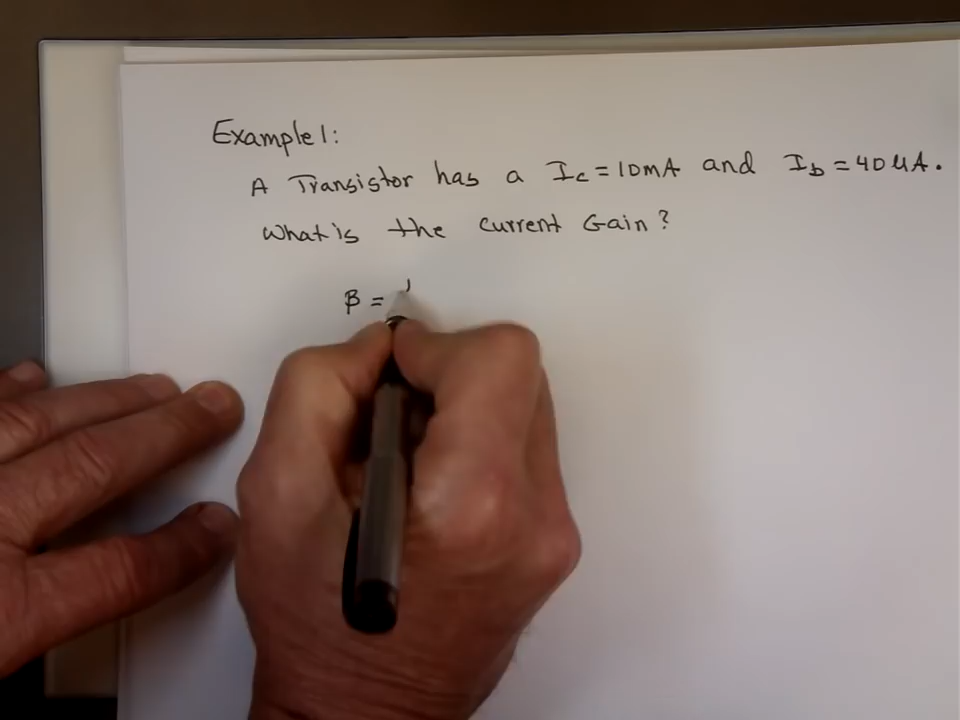 Example 1:
A Transistor has a Ic = 10mA and Ib = 40uA.
What is the Current Gain?
β =